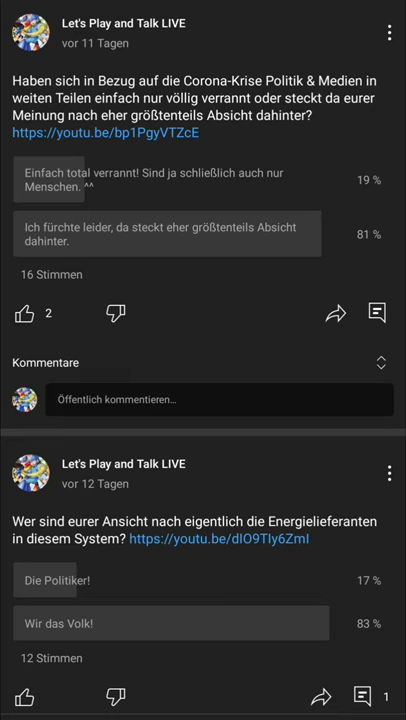 Let's Play and Talk LIVE
vor 11 Tagen
Haben sich in Bezug auf die Corona-Krise Politik & Medien in
weiten Teilen einfach nur völlig verrannt oder steckt da eurer
Meinung nach eher größtenteils Absicht dahinter?
https://youtu.be/bp1PgyVTZcE
Einfach total verrannt! Sind ja schließlich auch nur
Menschen. ^^
19 %
Ich fürchte leider, da steckt eher größtenteils Absicht
dahinter.
81 %
16 Stimmen
2
Kommentare
Öffentlich kommentieren...
Let's Play and Talk LIVE
vor 12 Tagen
Wer sind eurer Ansicht nach eigentlich die Energielieferanten
in diesem System? https://youtu.be/dIO9TIy6ZmI
Die Politiker!
17 %
Wir das Volk!
83 %
12 Stimmen
1